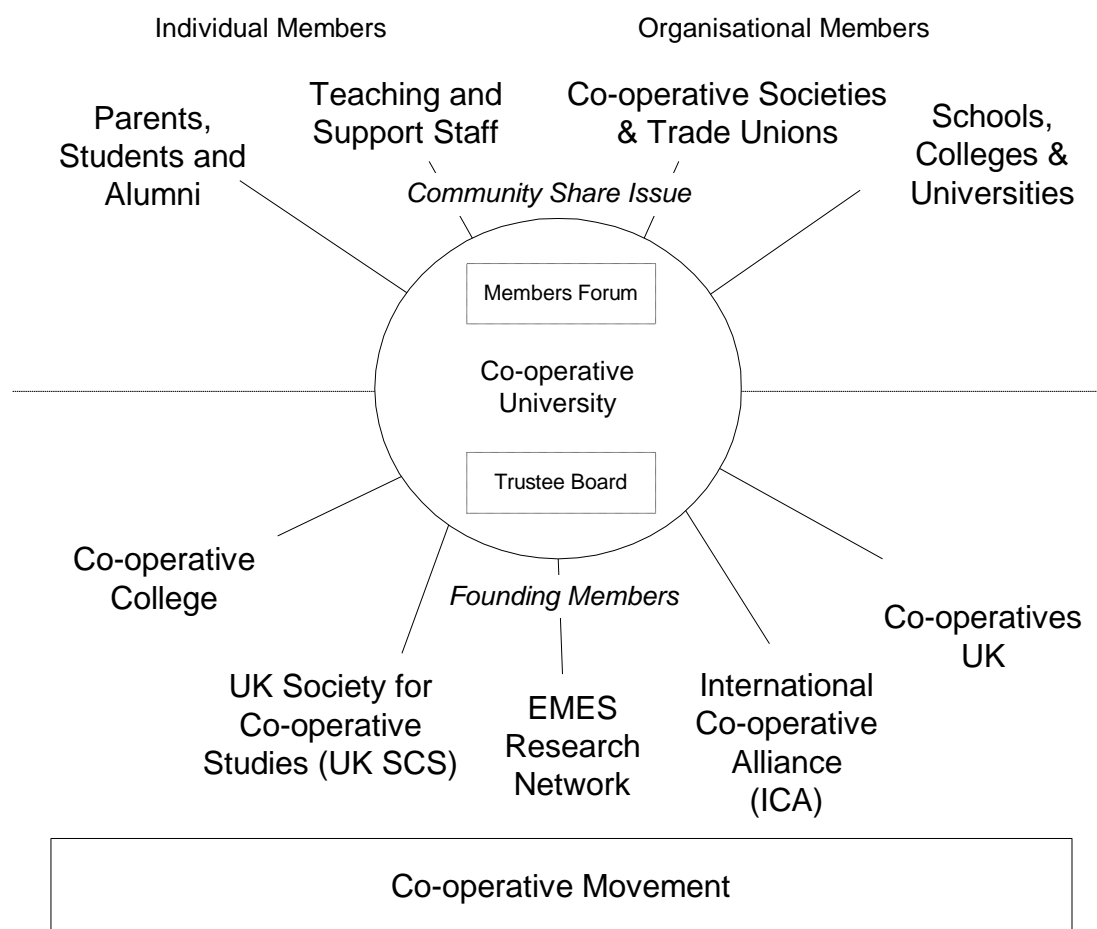 Individual Members
Organisational Members
Parents,
Students and
Alumni
Teaching and
Support Staff
Co-operative Societies
& Trade Unions
Schools,
Colleges &
Universities
Community Share Issue
Members Forum
Co-operative
University
Trustee Board
Founding Members
Co-operative
College
UK Society for
Co-operative
Studies (UK SCS)
EMES
Research
Network
International
Co-operative
Alliance
(ICA)
Co-operatives
UK
Co-operative Movement